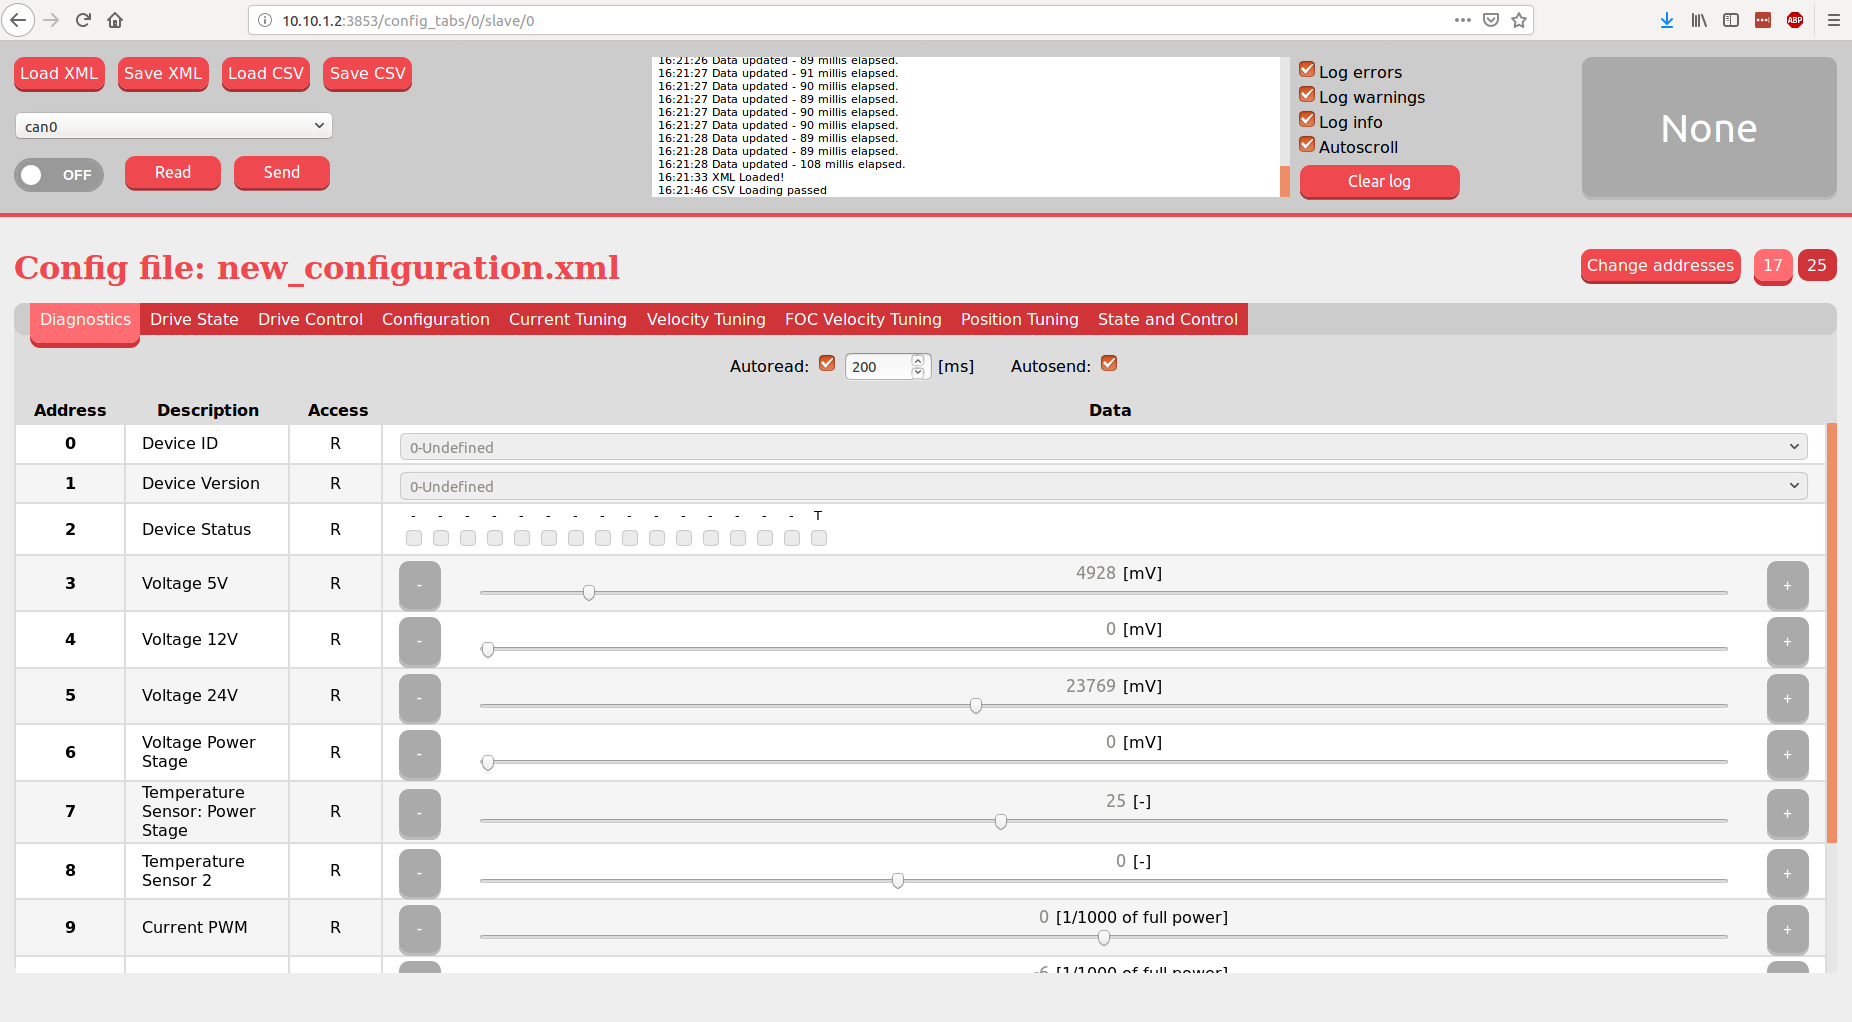 10.10.1.2:3853/config_tabs/0/slave/0
ABP
Load XML
Save XML
Load CSV
Save CSV
can0
OFF
Read
Send
16:21:26 Data updated - 89 millis elapsed.
16:21:27 Data updated - 91 millis elapsed.
16:21:27 Data updated - 90 millis elapsed.
16:21:27 Data updated - 89 millis elapsed.
16:21:27 Data updated - 90 millis elapsed.
16:21:27 Data updated - 90 millis elapsed.
16:21:28 Data updated - 89 millis elapsed.
16:21:28 Data updated - 89 millis elapsed.
16:21:28 Data updated - 108 millis elapsed.
16:21:33 XML Loaded!
16:21:46 CSV Loading passed
Log errors
Log warnings
Log info
Autoscroll
Clear log
None
Config file: new_configuration.xml
Change addresses
17
25
Diagnostics
Drive State
Drive Control
Configuration
Current Tuning
Velocity Tuning
FOC Velocity Tuning
Position Tuning
State and Control
Autoread:
200
[ms]
Autosend:
Address
Description
Access
Data
0
Device ID
R
0-Undefined
1
Device Version
R
0-Undefined
2
Device Status
R
- - - - - - - - - - - - - - - T
3
Voltage 5V
R
-
4928 [mV]
+
4
Voltage 12V
R
-
0 [mV]
+
5
Voltage 24V
R
-
23769 [mV]
+
6
Voltage Power
Stage
R
-
0 [mV]
+
7
Temperature
Sensor: Power
Stage
R
-
25 [-]
+
8
Temperature
Sensor 2
R
-
0 [-]
+
9
Current PWM
R
-
0 [1/1000 of full power]
+
-6 [1/1000 of full power]